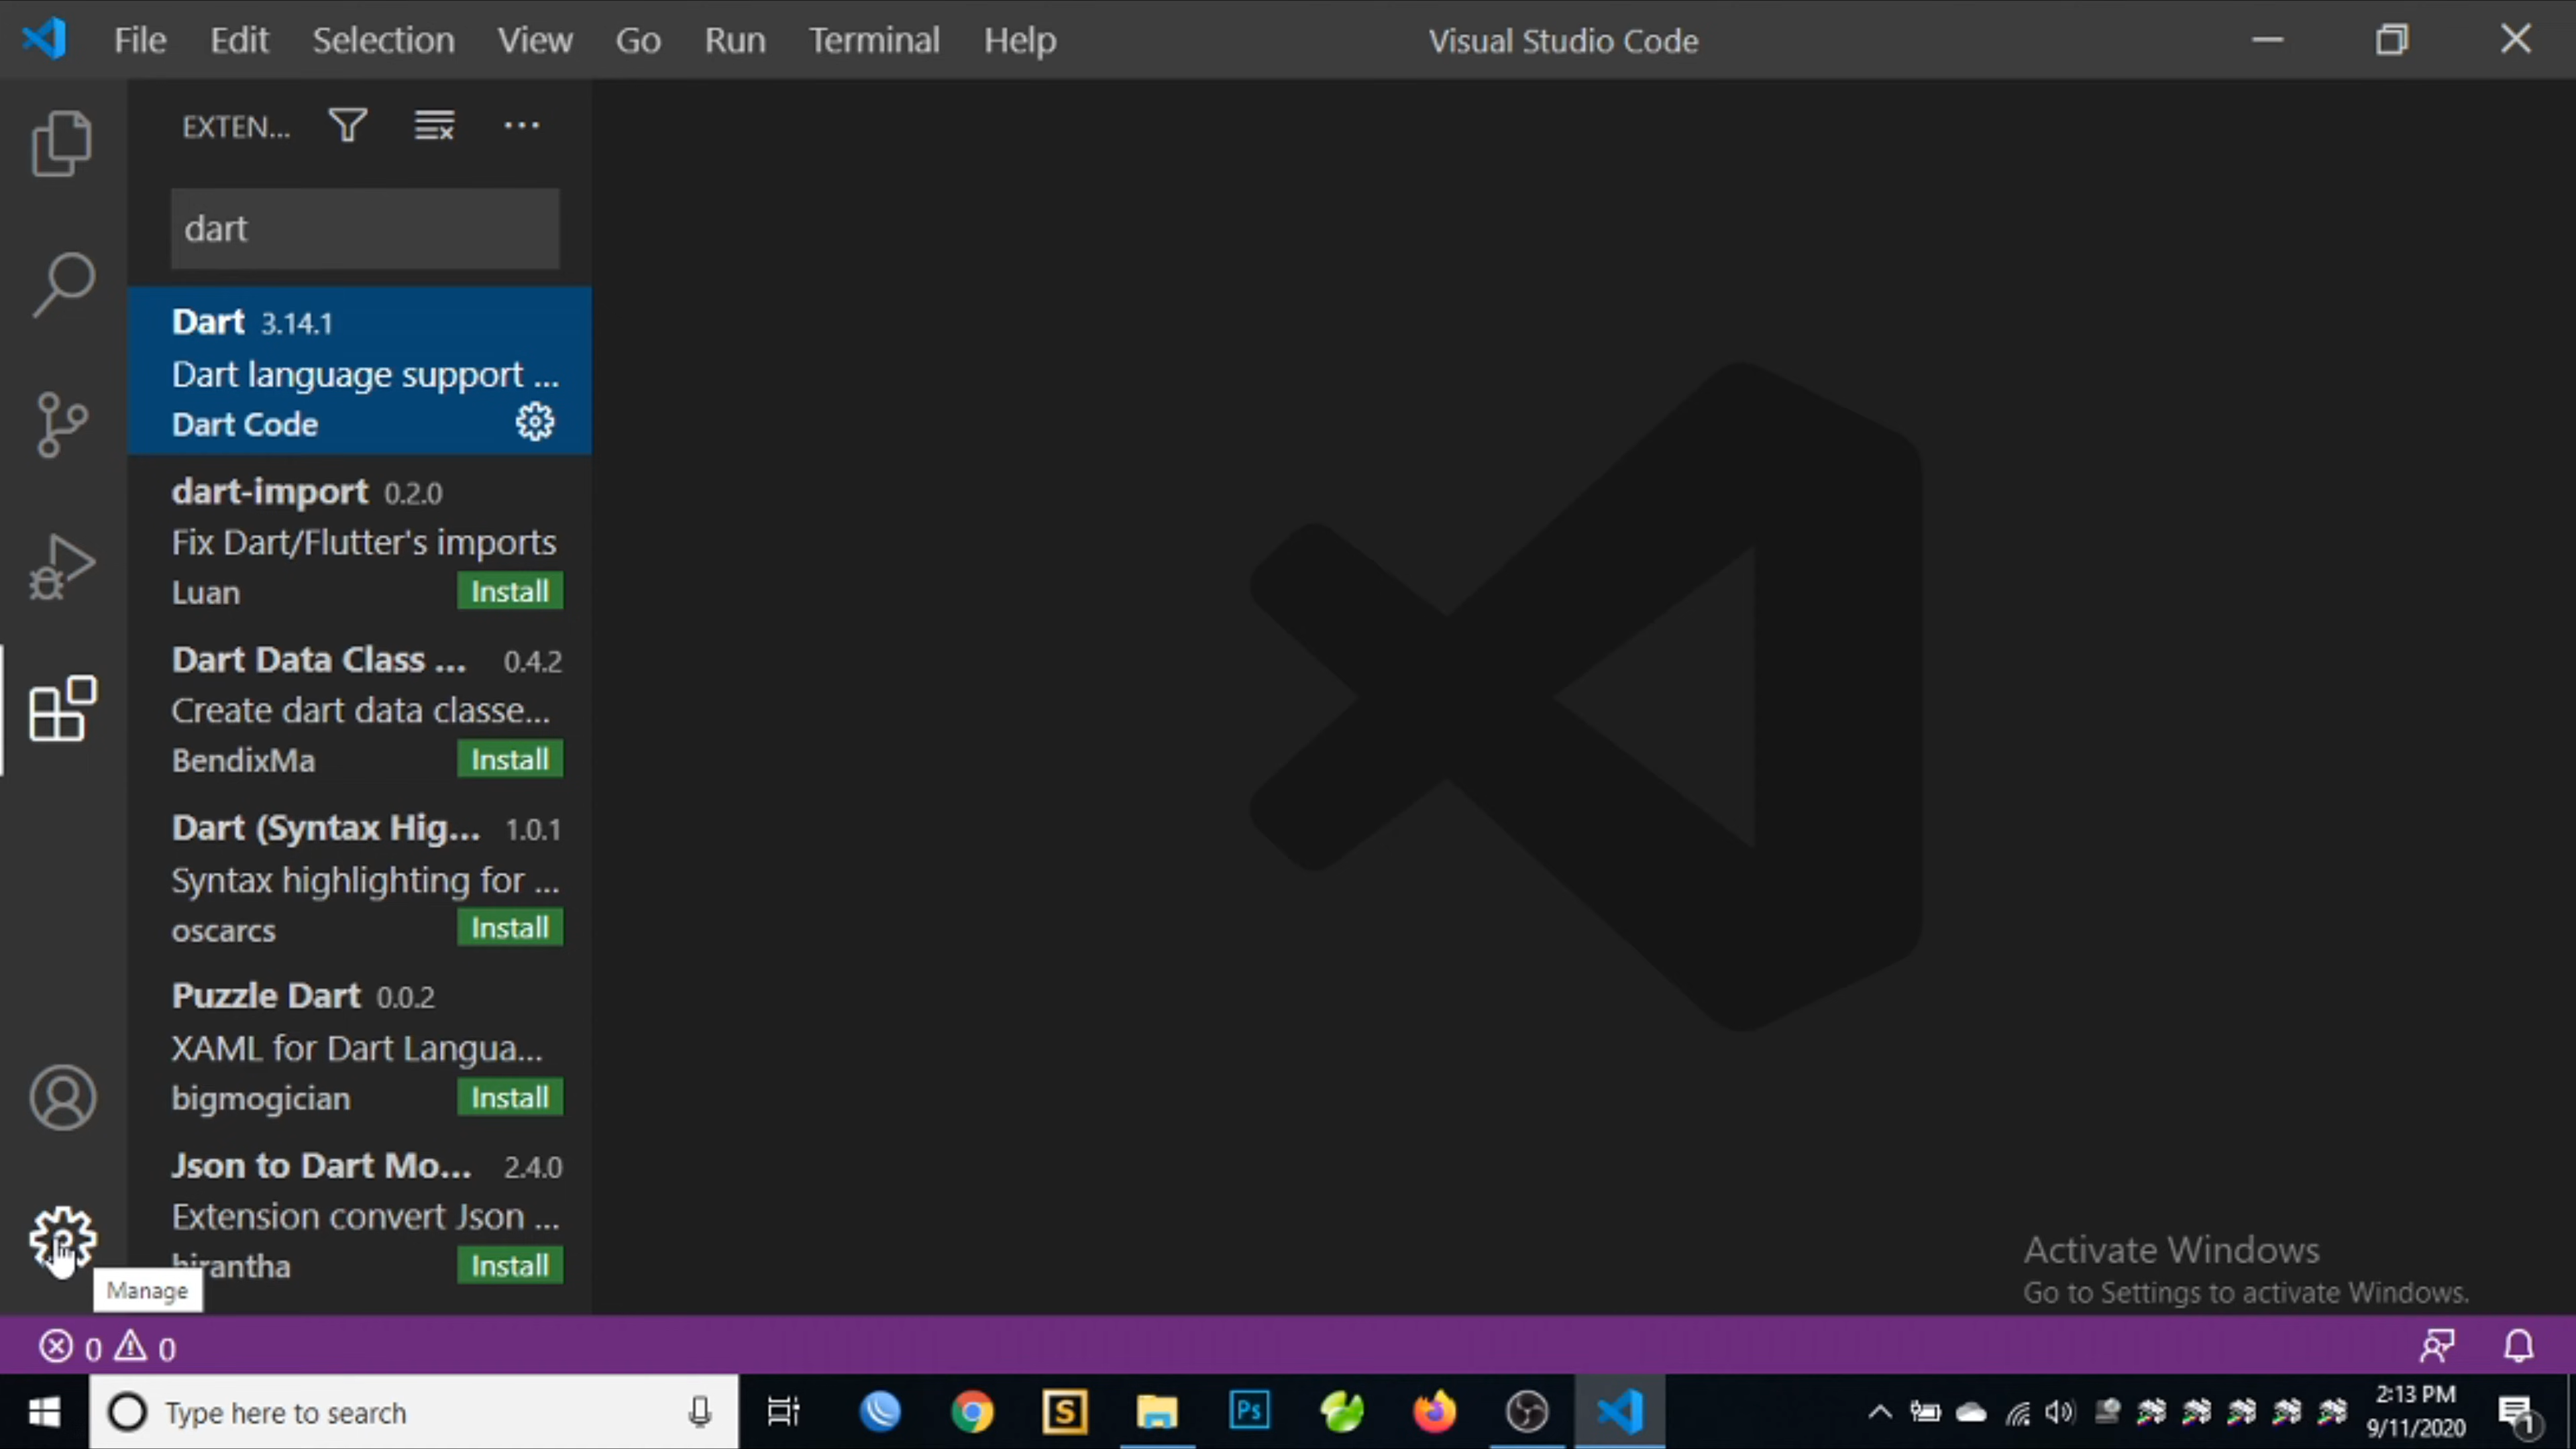 File Edit Selection View Go Run Terminal Help Visual Studio Code
EXTEN...
dart
Dart 3.14.1
Dart language support ...
Dart Code
dart-import 0.2.0
Fix Dart/Flutter's imports
Luan Install
Dart Data Class ... 0.4.2
Create dart data classe...
BendixMa Install
Dart (Syntax Hig... 1.0.1
Syntax highlighting for ...
oscarcs Install
Puzzle Dart 0.0.2
XAML for Dart Langua...
bigmogician Install
Json to Dart Mo... 2.4.0
Extension convert Json ...
hirantha Install
Manage
Activate Windows
Go to Settings to activate Windows.
0 0
Type here to search
S
Ps
2:13 PM
9/11/2020
1